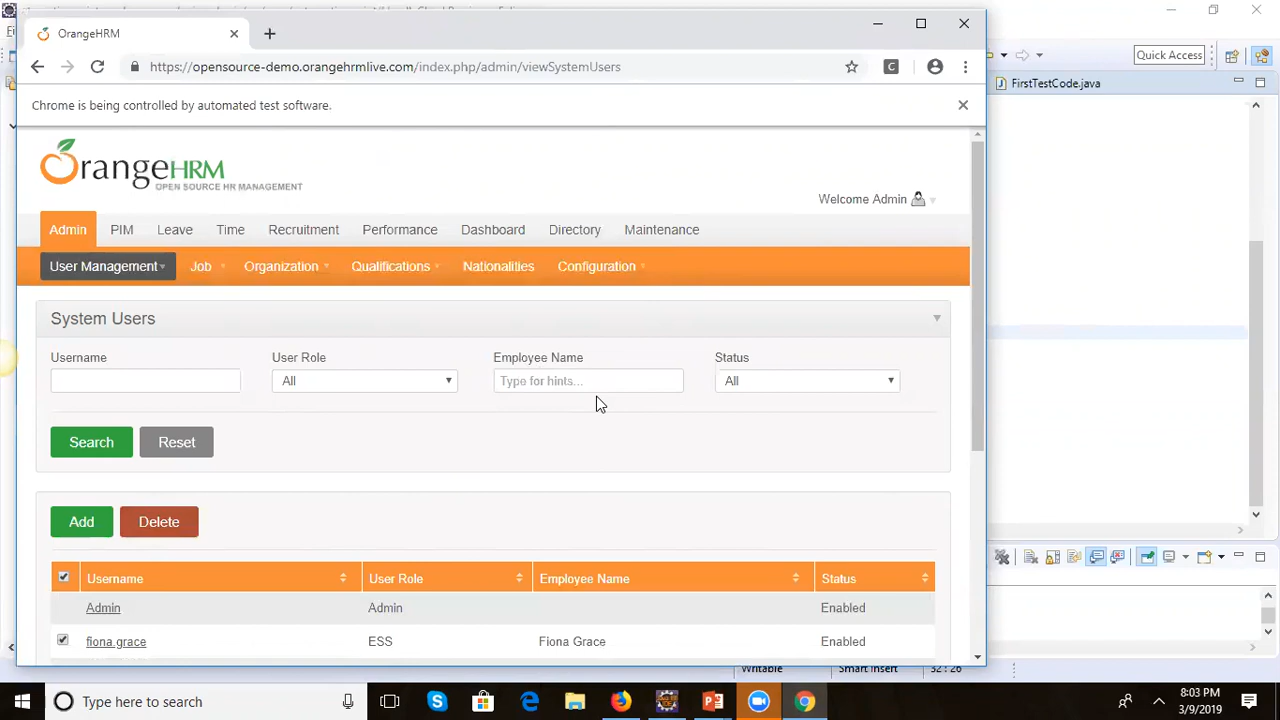 OrangeHRM
https://opensource-demo.orangehrmlive.com/index.php/admin/viewSystemUsers
Quick Access
Chrome is being controlled by automated test software.
FirstTestCode.java
OrangeHRM
OPEN SOURCE HR MANAGEMENT
Welcome Admin
Admin PIM Leave Time Recruitment Performance Dashboard Directory Maintenance
User Management Job Organization Qualifications Nationalities Configuration
System Users
Username User Role Employee Name Status
All Type for hints... All
Search Reset
Add Delete
Username User Role Employee Name Status
Admin Admin Enabled
fiona.grace ESS Fiona Grace Enabled
Writable Smart Insert 32 : 26
Type here to search
8:03 PM
3/9/2019